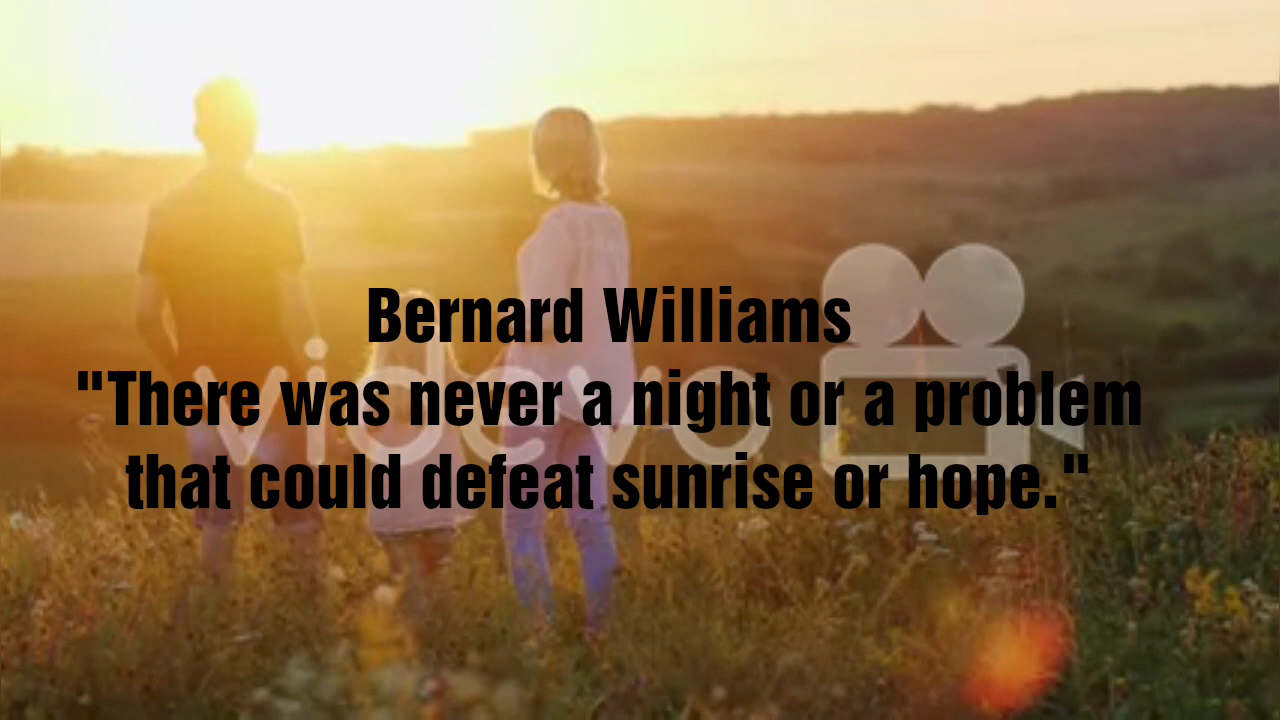 Bernard Williams
"There was never a night or a problem
that could defeat sunrise or hope."
videvo